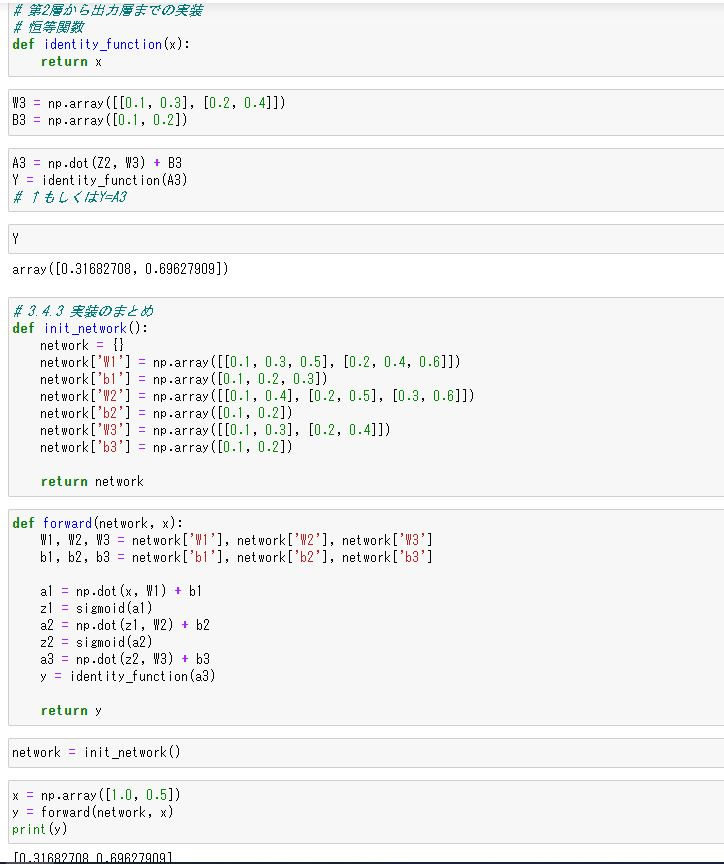 # 第2層から出力層までの実装
# 恒等関数
def identity_function(x):
    return x
W3 = np.array([[0.1, 0.3], [0.2, 0.4]])
B3 = np.array([0.1, 0.2])
A3 = np.dot(Z2, W3) + B3
Y = identity_function(A3)
# ↑もしくはY=A3
Y
array([0.31682708, 0.69627909])
# 3.4.3 実装のまとめ
def init_network():
    network = {}
    network['W1'] = np.array([[0.1, 0.3, 0.5], [0.2, 0.4, 0.6]])
    network['b1'] = np.array([0.1, 0.2, 0.3])
    network['W2'] = np.array([[0.1, 0.4], [0.2, 0.5], [0.3, 0.6]])
    network['b2'] = np.array([0.1, 0.2])
    network['W3'] = np.array([[0.1, 0.3], [0.2, 0.4]])
    network['b3'] = np.array([0.1, 0.2])
    return network
def forward(network, x):
    W1, W2, W3 = network['W1'], network['W2'], network['W3']
    b1, b2, b3 = network['b1'], network['b2'], network['b3']
    a1 = np.dot(x, W1) + b1
    z1 = sigmoid(a1)
    a2 = np.dot(z1, W2) + b2
    z2 = sigmoid(a2)
    a3 = np.dot(z2, W3) + b3
    y = identity_function(a3)
    return y
network = init_network()
x = np.array([1.0, 0.5])
y = forward(network, x)
print(y)
[0.31682708 0.69627909]